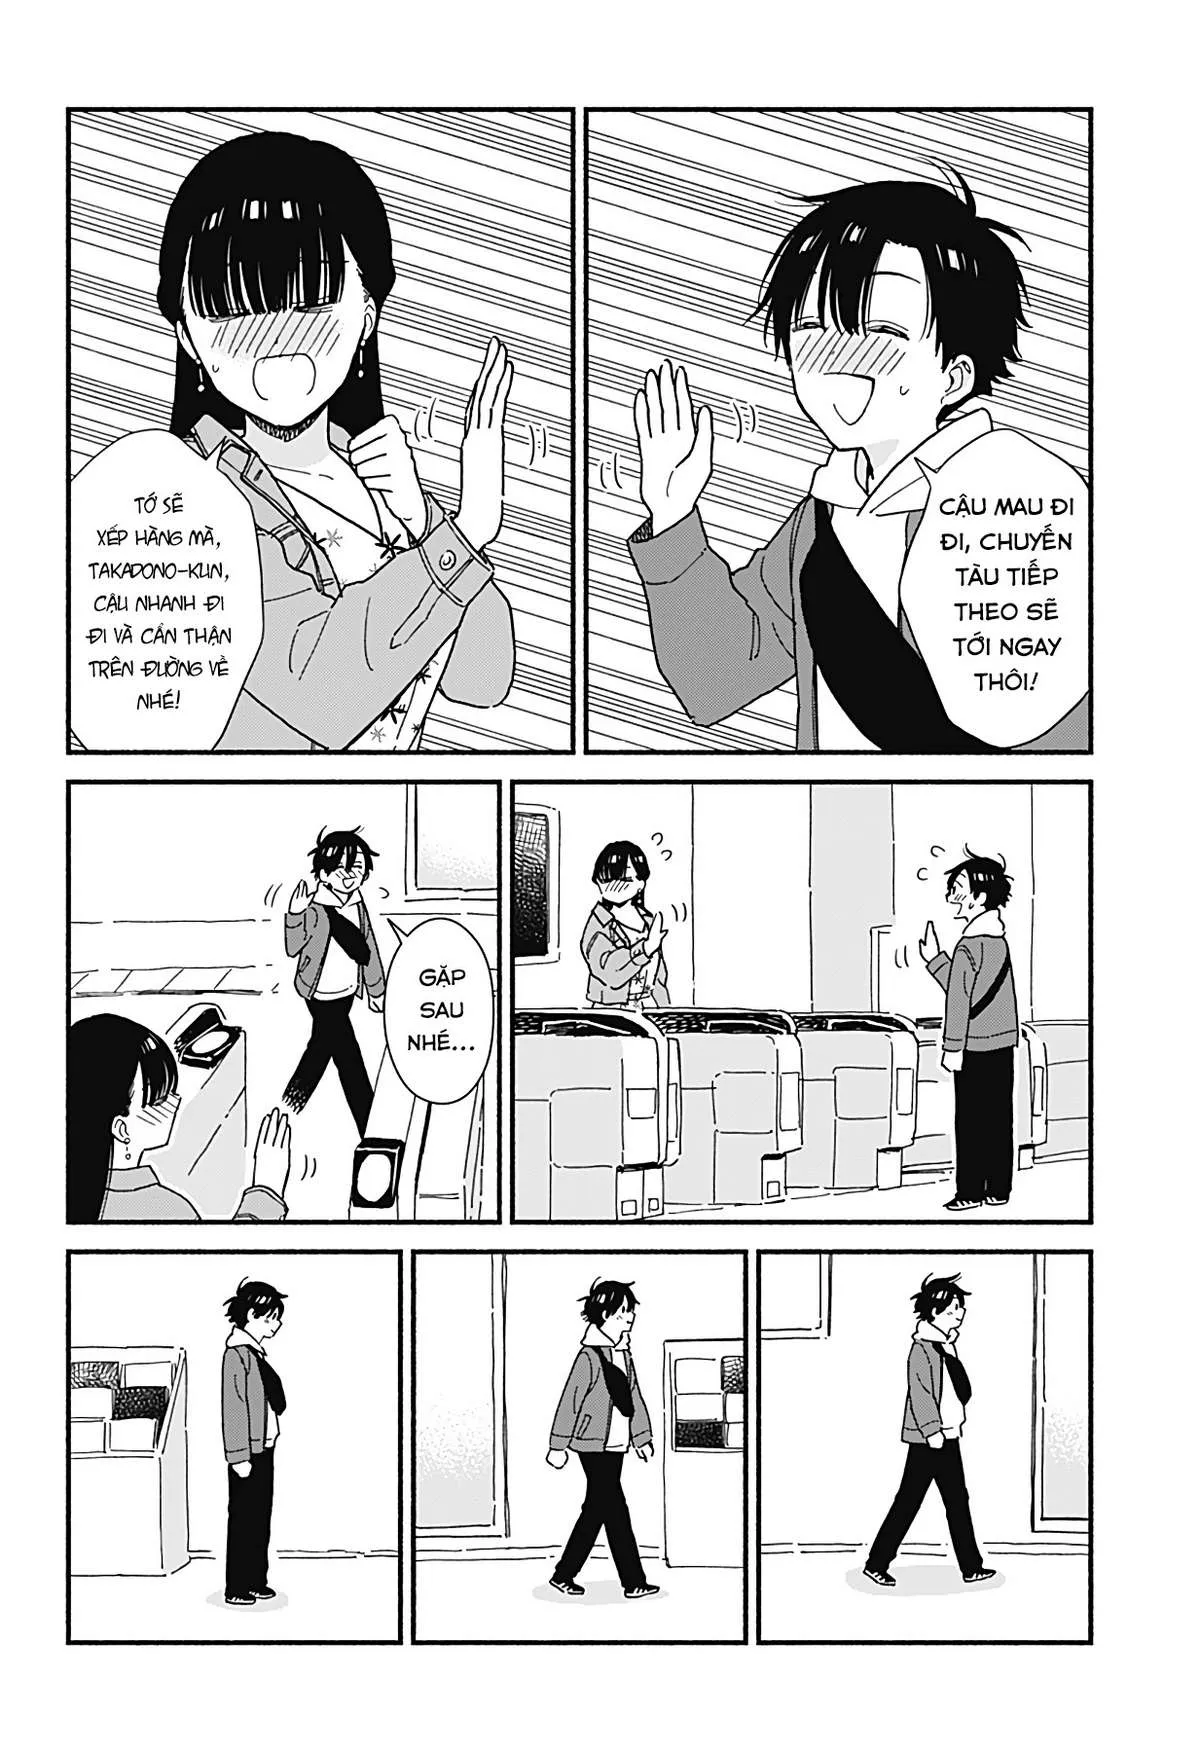 CẬU MAU ĐI
ĐI, CHUYẾN
TÀU TIẾP
THEO SẼ
TỚI NGAY
THÔI!
TỚ SẼ
XẾP HÀNG MÀ,
TAKADONO-KUN,
CẬU NHANH ĐI
ĐI VÀ CẨN THẬN
TRÊN ĐƯỜNG VỀ
NHÉ!
GẶP
SAU
NHÉ...